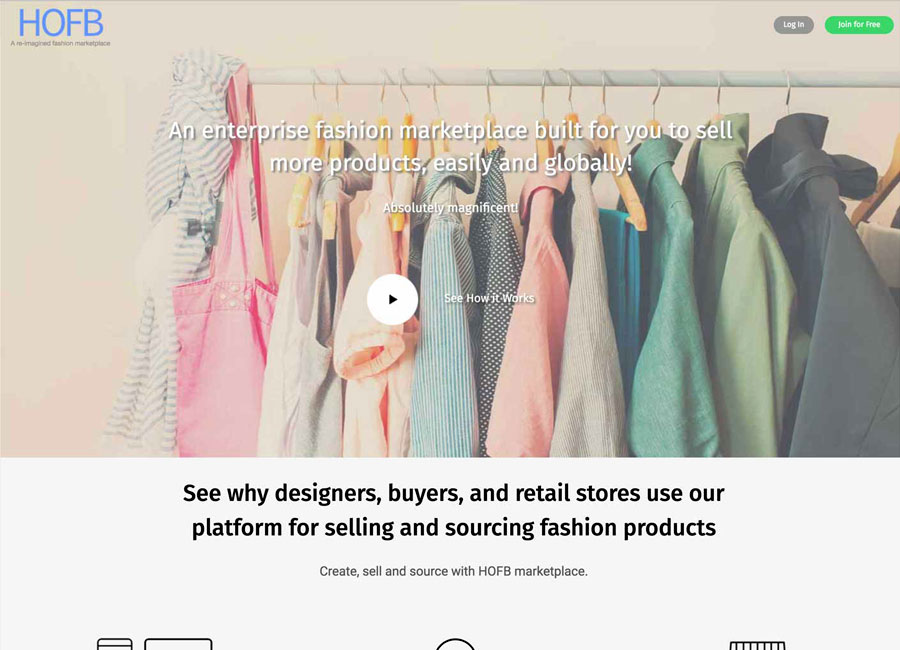 HOFB
A re-imagined fashion marketplace
Log In
Join for Free
An enterprise fashion marketplace built for you to sell
more products, easily and globally!
Absolutely magnificent!
See How it Works
See why designers, buyers, and retail stores use our
platform for selling and sourcing fashion products
Create, sell and source with HOFB marketplace.